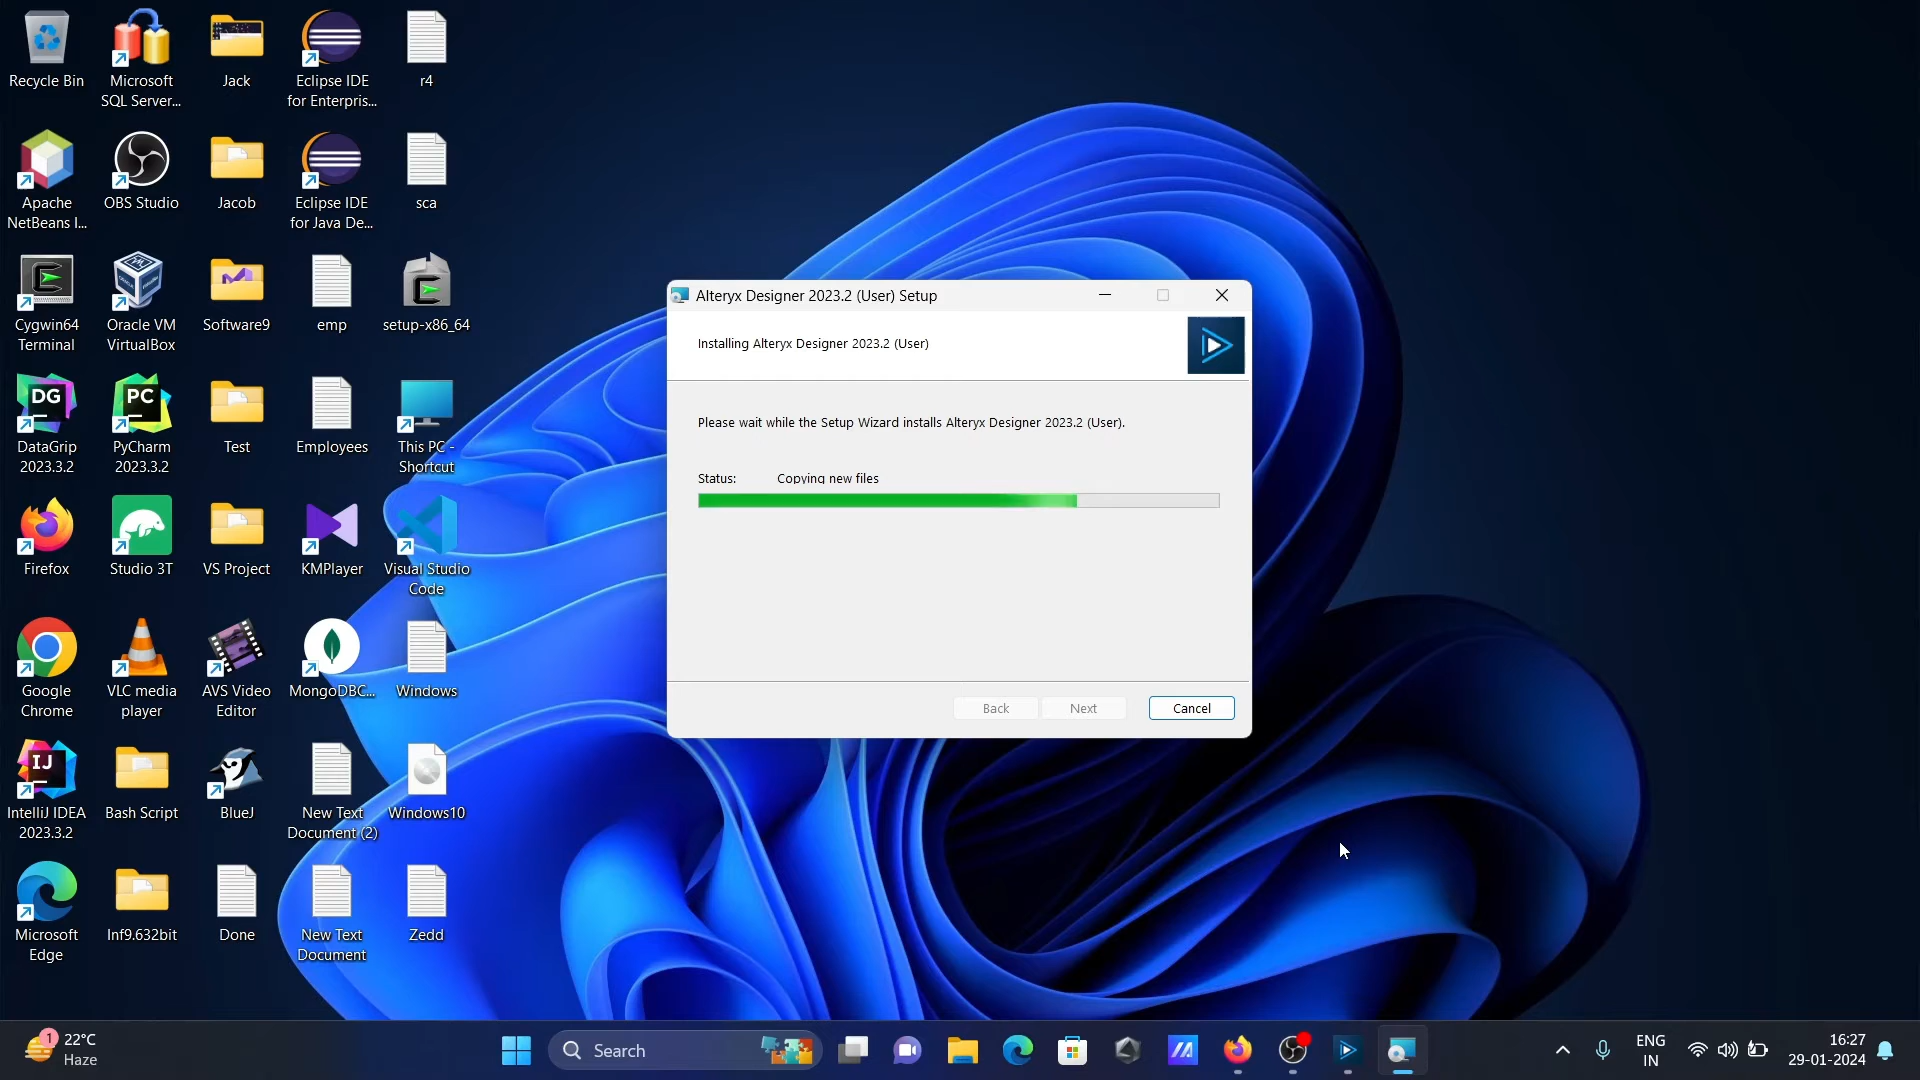 Recycle Bin
Microsoft
SQL Server...
Jack
Eclipse IDE
for Enterpris...
r4
Apache
NetBeans I...
OBS Studio
Jacob
Eclipse IDE
for Java De...
sca
Cygwin64
Terminal
Oracle VM
VirtualBox
Software9
emp
setup-x86_64
DG
DataGrip
2023.3.2
PC
PyCharm
2023.3.2
Test
Employees
This PC -
Shortcut
Firefox
Studio 3T
VS Project
KMPlayer
Visual Studio
Code
Google
Chrome
VLC media
player
AVS Video
Editor
MongoDBC...
Windows
IJ
IntelliJ IDEA
2023.3.2
Bash Script
BlueJ
New Text
Document (2)
Windows10
Microsoft
Edge
Inf9.632bit
Done
New Text
Document
Zedd
Alteryx Designer 2023.2 (User) Setup
Installing Alteryx Designer 2023.2 (User)
Please wait while the Setup Wizard installs Alteryx Designer 2023.2 (User).
Status: Copying new files
Back
Next
Cancel
1
22°C
Haze
Search
ENG
IN
16:27
29-01-2024